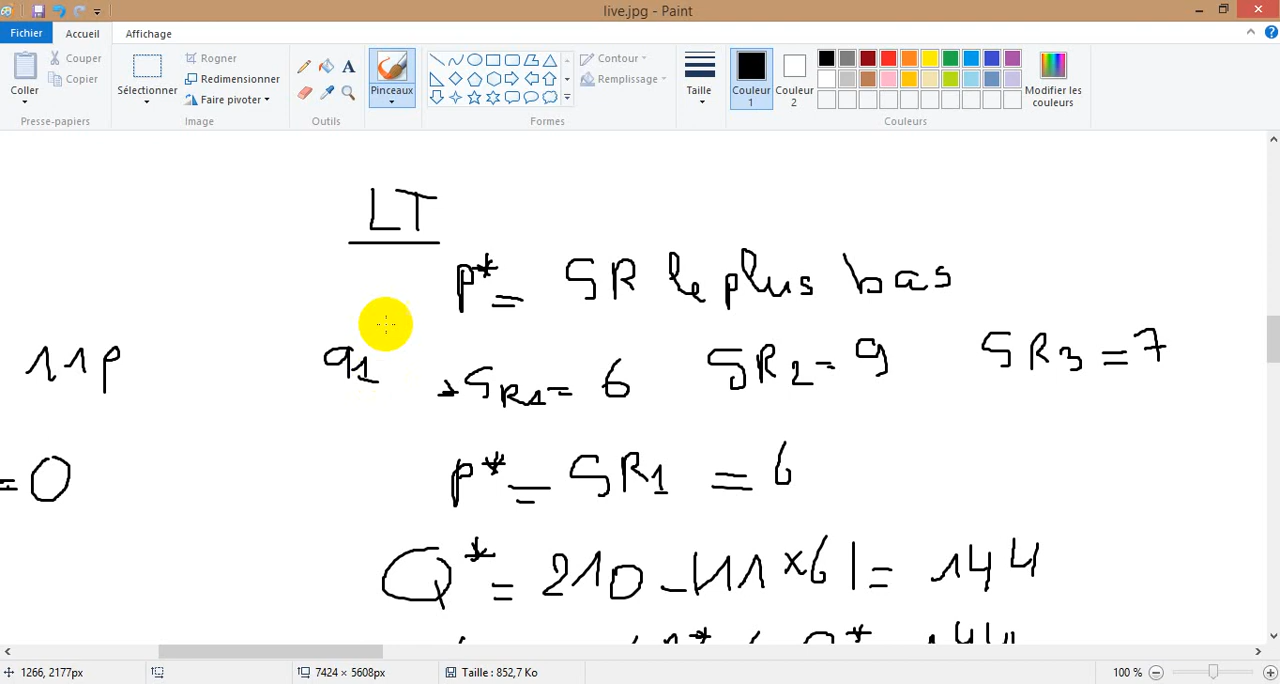 live.jpg - Paint
Fichier Accueil Affichage
Coller
Couper
Copier
Presse-papiers
Sélectionner
Rogner
Redimensionner
Faire pivoter
Image
A
Outils
Pinceaux
Contour
Remplissage
Formes
Taille
Couleur 1
Couleur 2
Modifier les couleurs
Couleurs
LT
P* = SR le plus bas
11p q1 → SR1 = 6 SR2 = 9 SR3 = 7
= 0 P* = SR1 = 6
Q* = 210 - (11 x 6) = 144
1266, 2177px 7424 × 5608px Taille : 852,7 Ko 100 %